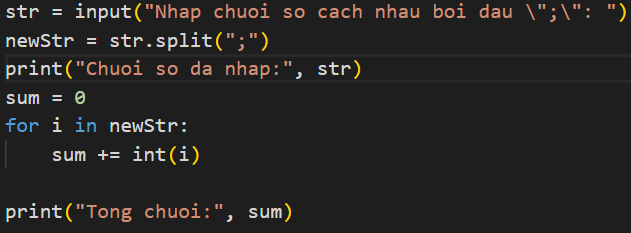 str = input("Nhap chuoi so cach nhau boi dau \";\": ")
newStr = str.split(";")
print("Chuoi so da nhap:", str)
sum = 0
for i in newStr:
    sum += int(i)
print("Tong chuoi:", sum)